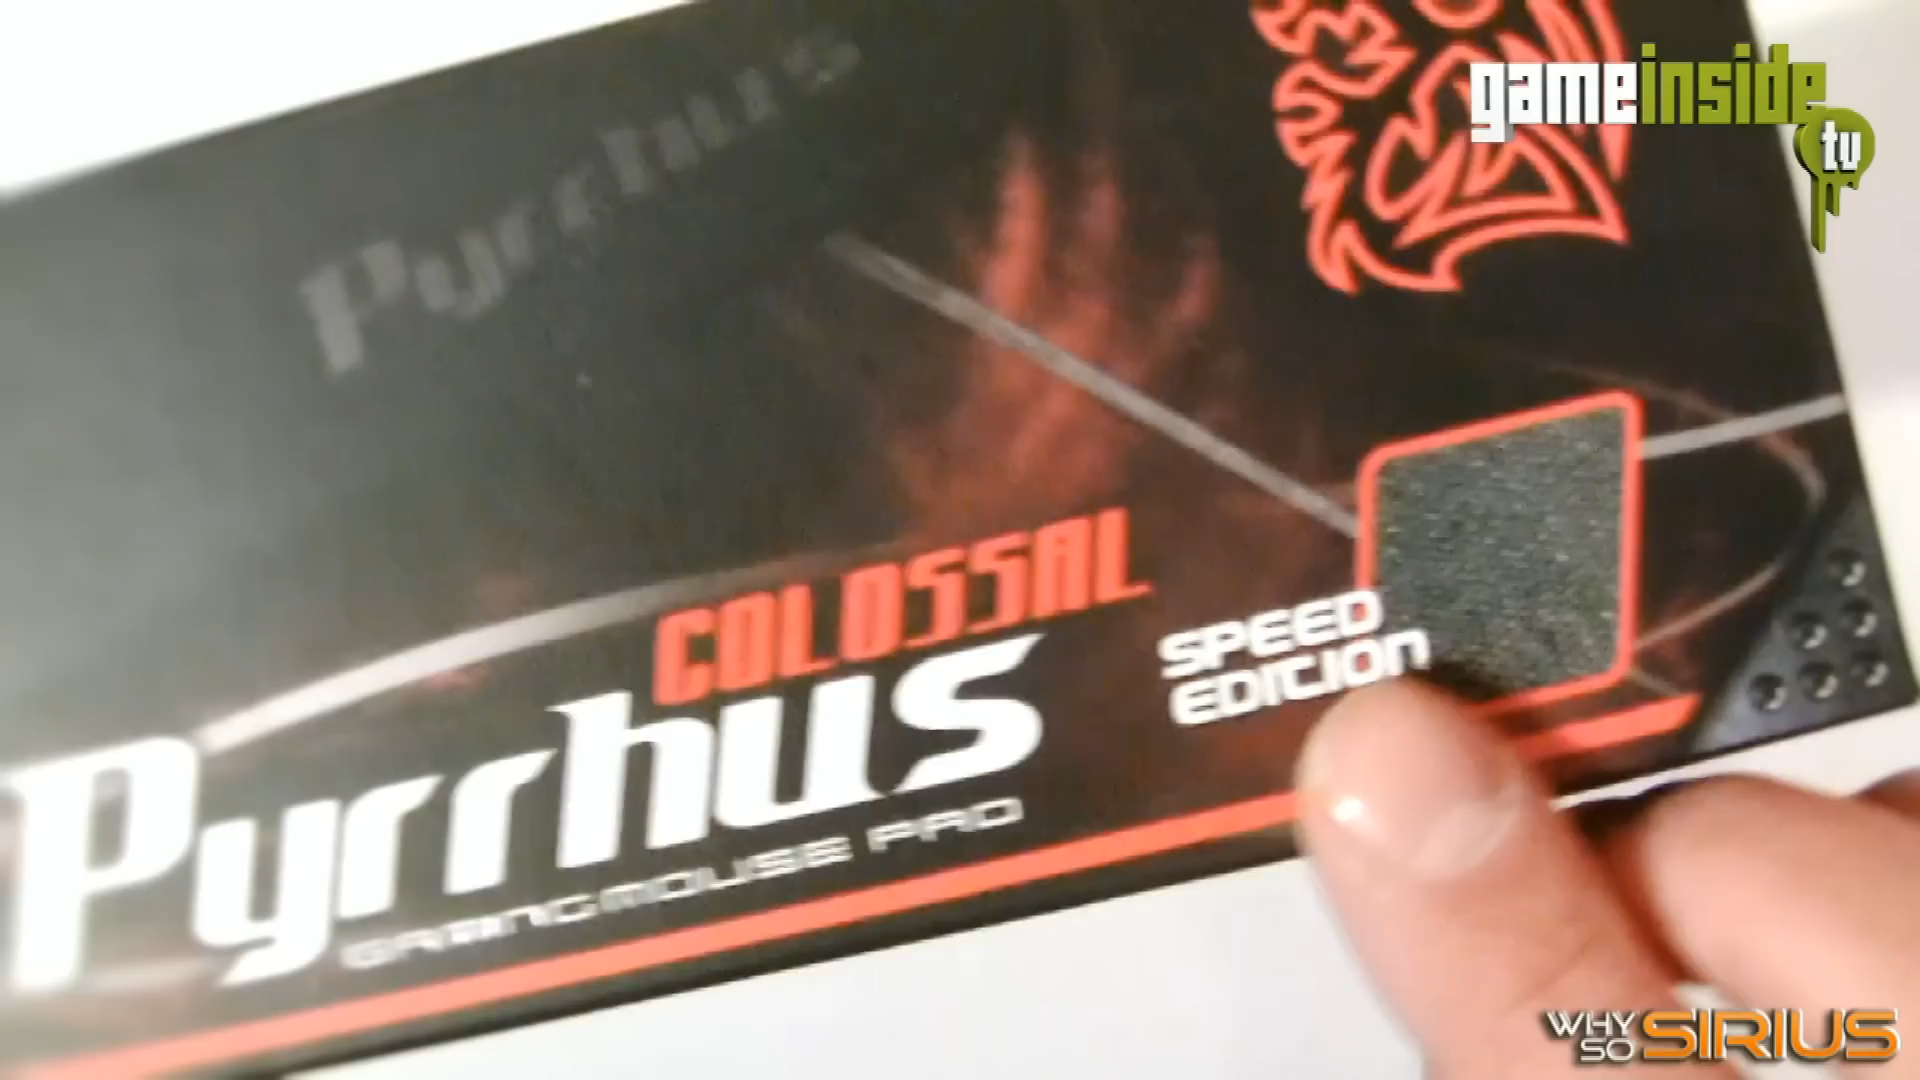 gameinside
tv
Pyrrhus
COLOSSAL
Pyrrhus
SPEED
EDITION
GAMING MOUSE PAD
WHY
SO SIRIUS